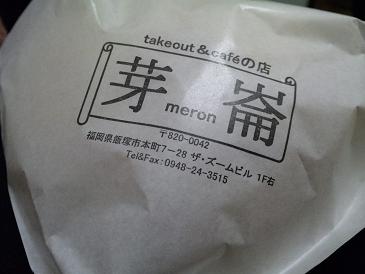 takeout&caféの店
芽 meron 崙
〒820-0042
福岡県飯塚市本町7-28 ザ・ズームビル 1F右
Tel&Fax:0948-24-3515